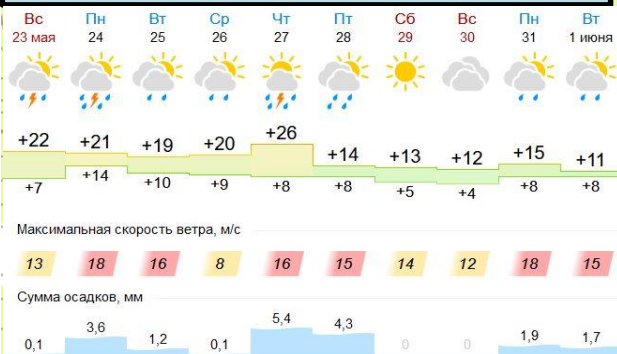 Вс Пн Вт Ср Чт Пт Сб Вс Пн Вт
23 мая 24 25 26 27 28 29 30 31 1 июня
+22 +21 +19 +20 +26 +14 +13 +12 +15 +11
+7 +14 +10 +9 +8 +8 +5 +4 +8 +8
Максимальная скорость ветра, м/с
13 18 16 8 16 15 14 12 18 15
Сумма осадков, мм
0,1 3,6 1,2 0,1 5,4 4,3 0 0 1,9 1,7